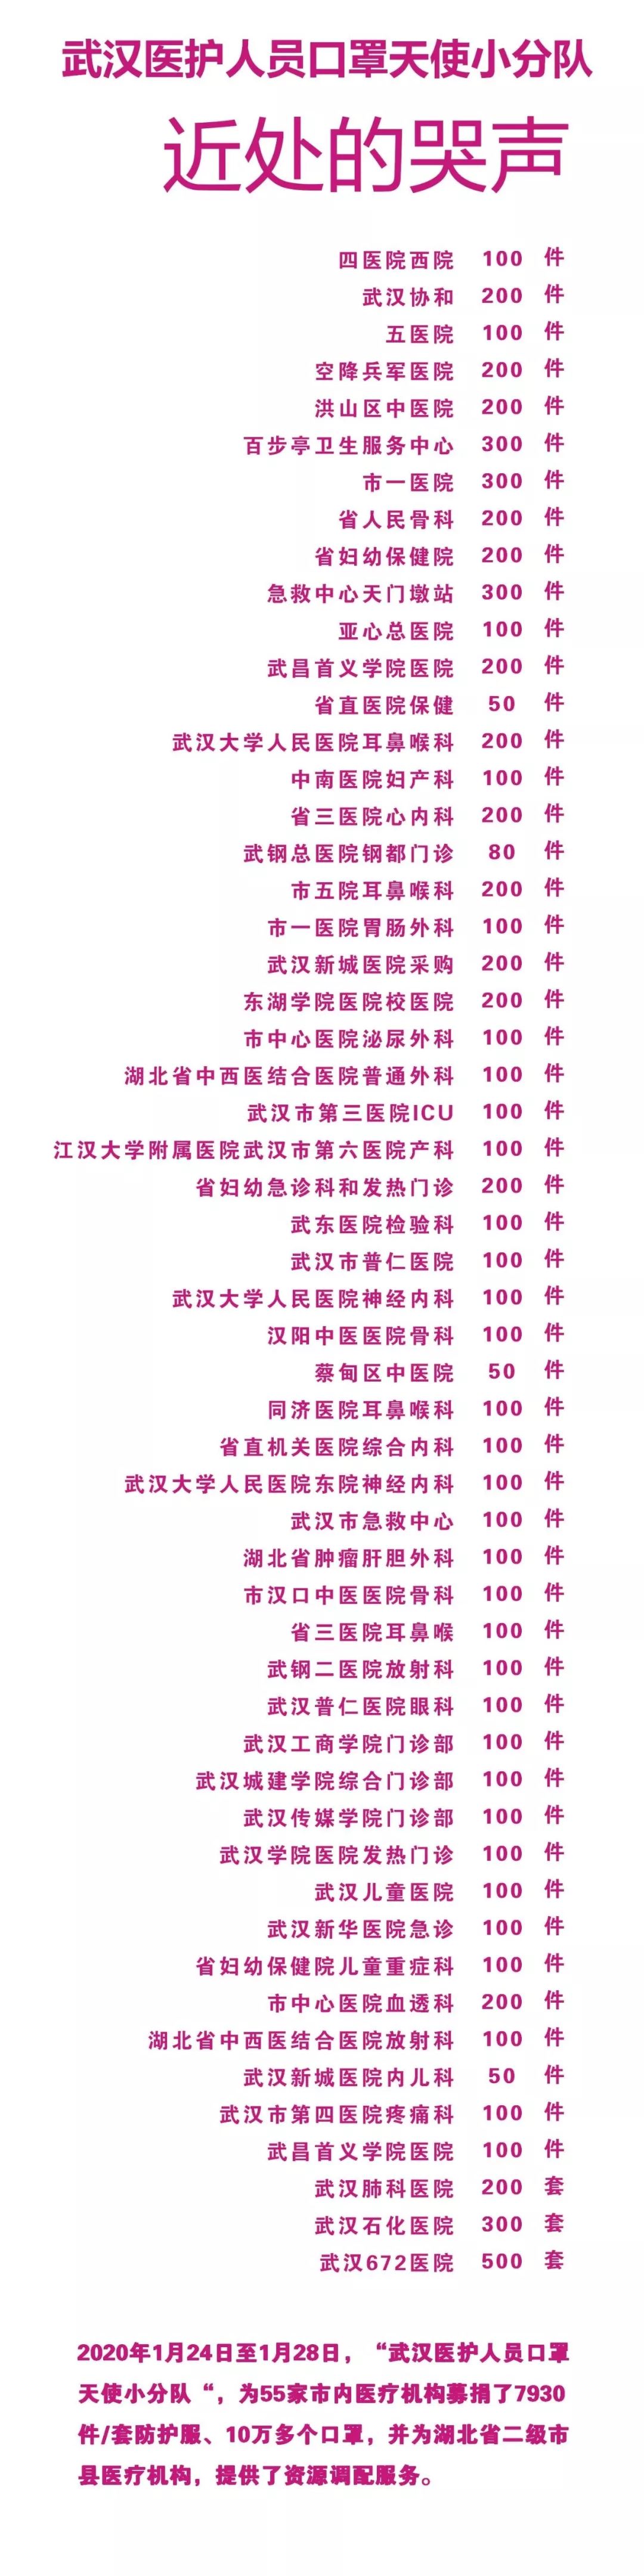 武汉医护人员口罩天使小分队
近处的哭声
四医院西院 100 件
武汉协和 200 件
五医院 100 件
空降兵军医院 200 件
洪山区中医院 200 件
百步亭卫生服务中心 300 件
市一医院 300 件
省人民骨科 200 件
省妇幼保健院 200 件
急救中心天门墩站 300 件
亚心总医院 100 件
武昌首义学院医院 200 件
省直医院保健 50 件
武汉大学人民医院耳鼻喉科 200 件
中南医院妇产科 100 件
省三医院心内科 200 件
武钢总医院钢都门诊 80 件
市五院耳鼻喉科 200 件
市一医院胃肠外科 100 件
武汉新城医院采购 200 件
东湖学院医院校医院 200 件
市中心医院泌尿外科 100 件
湖北省中西医结合医院普通外科 100 件
武汉市第三医院ICU 100 件
江汉大学附属医院武汉市第六医院产科 100 件
省妇幼急诊科和发热门诊 200 件
武东医院检验科 100 件
武汉市普仁医院 100 件
武汉大学人民医院神经内科 100 件
汉阳中医医院骨科 100 件
蔡甸区中医院 50 件
同济医院耳鼻喉科 100 件
省直机关医院综合内科 100 件
武汉大学人民医院东院神经内科 100 件
武汉市急救中心 100 件
湖北省肿瘤肝胆外科 100 件
市汉口中医医院骨科 100 件
省三医院耳鼻喉 100 件
武钢二医院放射科 100 件
武汉普仁医院眼科 100 件
武汉工商学院门诊部 100 件
武汉城建学院综合门诊部 100 件
武汉传媒学院门诊部 100 件
武汉学院医院发热门诊 100 件
武汉儿童医院 100 件
武汉新华医院急诊 100 件
省妇幼保健院儿童重症科 100 件
市中心医院血透科 200 件
湖北省中西医结合医院放射科 100 件
武汉新城医院内儿科 50 件
武汉市第四医院疼痛科 100 件
武昌首义学院医院 100 件
武汉肺科医院 200 套
武汉石化医院 300 套
武汉672医院 500 套
2020年1月24日至1月28日，“武汉医护人员口罩
天使小分队“，为55家市内医疗机构募捐了7930
件/套防护服、10万多个口罩，并为湖北省二级市
县医疗机构，提供了资源调配服务。